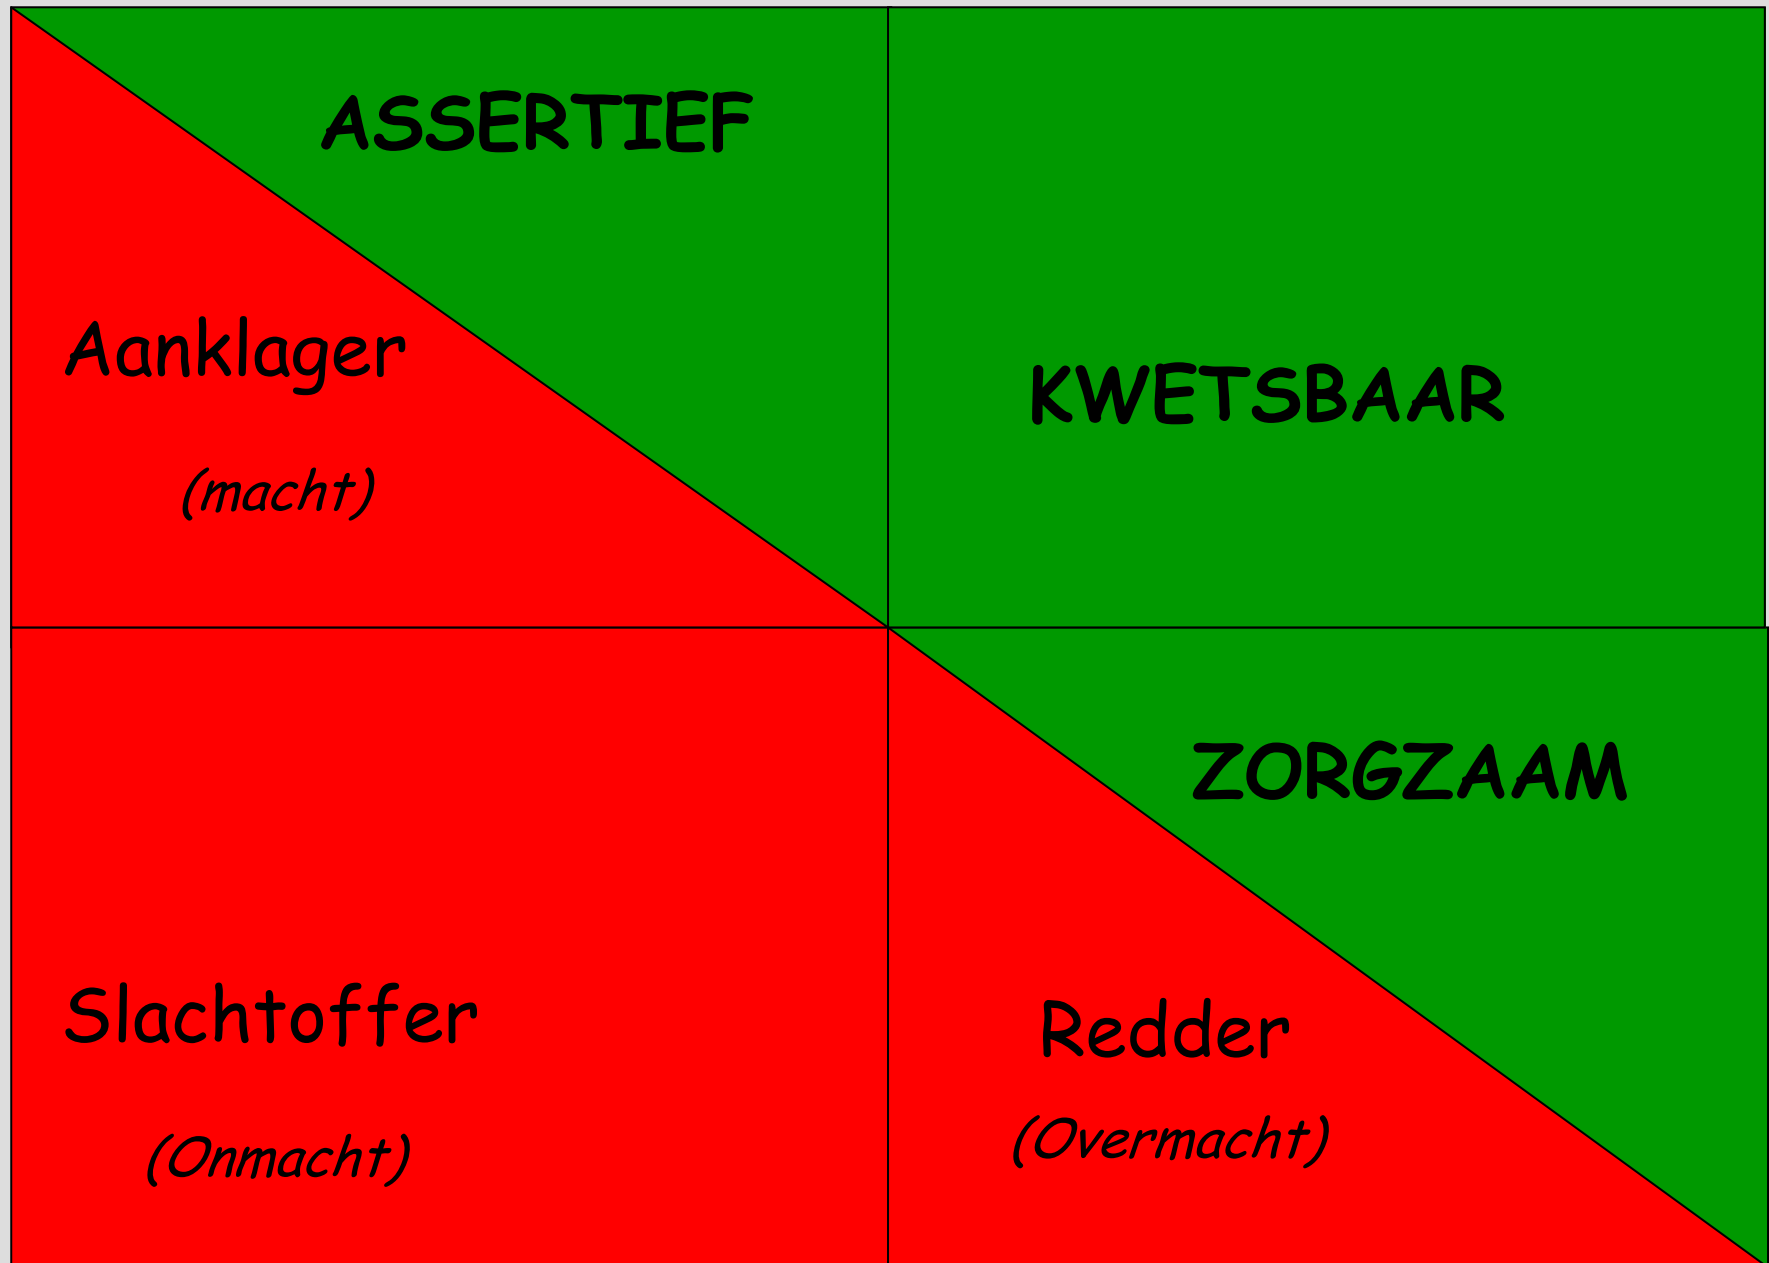 ASSERTIEF
Aanklager
(macht)
KWETSBAAR
ZORGZAAM
Slachtoffer
(Onmacht)
Redder
(Overmacht)